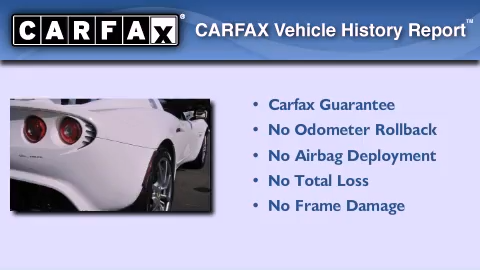 CARFAX®
CARFAX Vehicle History Report™
• Carfax Guarantee
• No Odometer Rollback
• No Airbag Deployment
• No Total Loss
• No Frame Damage